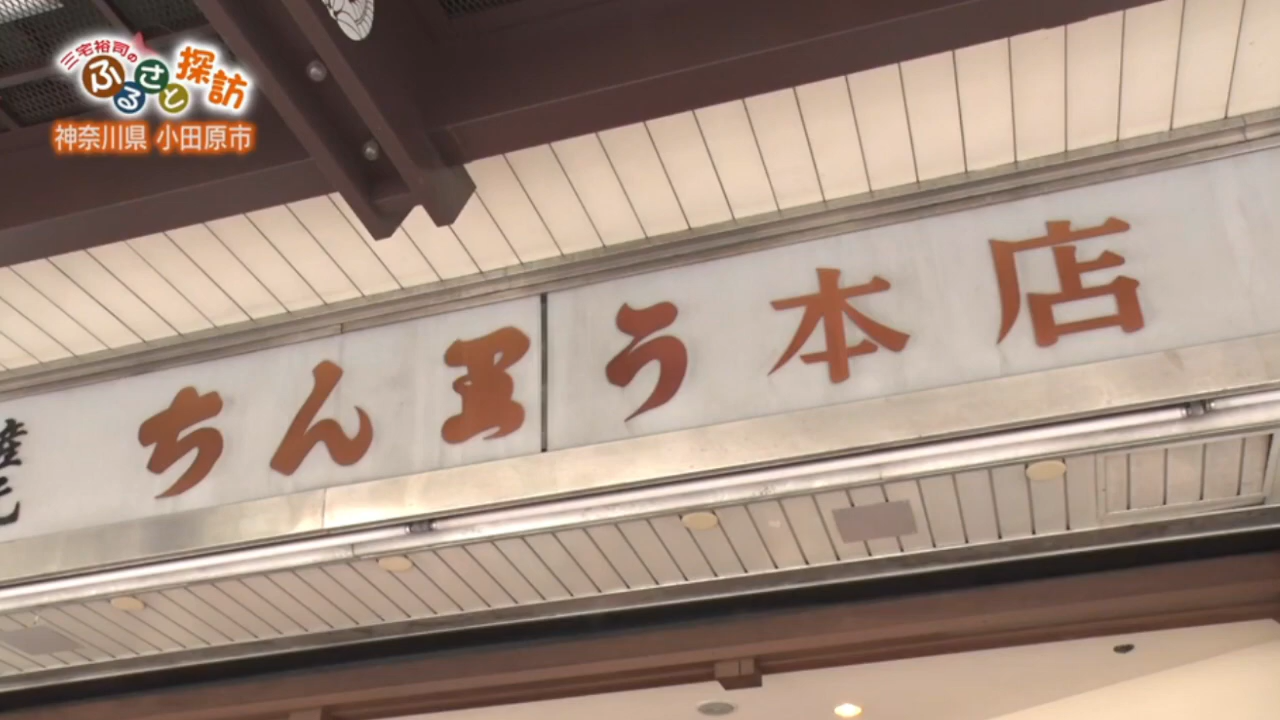 三宅裕司の
ふるさと探訪
神奈川県 小田原市
ちん里う本店